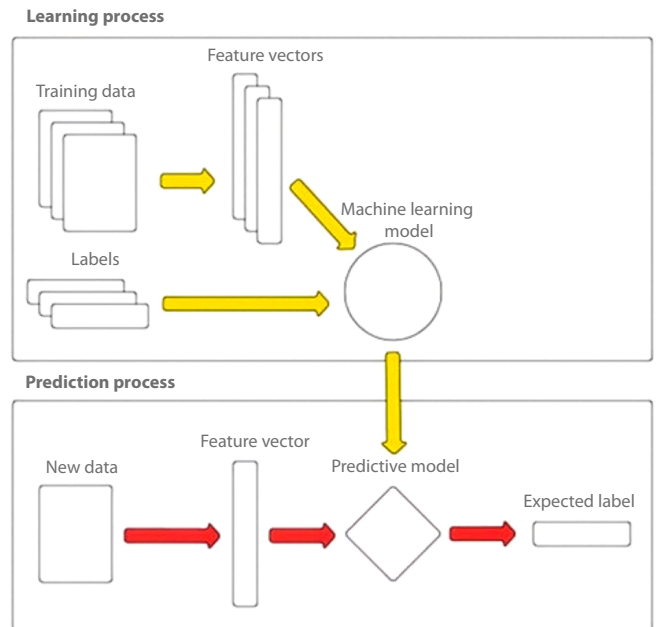 Learning process
Feature vectors
Training data
Machine learning
model
Labels
Prediction process
Feature vector
New data
Predictive model
Expected label